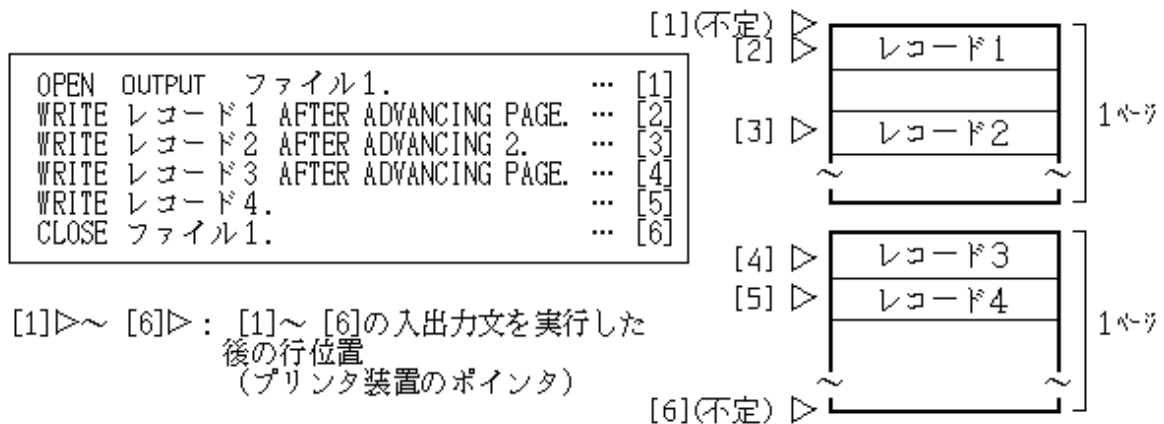 OPEN OUTPUT ファイル1. … [1]
WRITE レコード1 AFTER ADVANCING PAGE. … [2]
WRITE レコード2 AFTER ADVANCING 2. … [3]
WRITE レコード3 AFTER ADVANCING PAGE. … [4]
WRITE レコード4. … [5]
CLOSE ファイル1. … [6]
[1]▷~ [6]▷: [1]~ [6]の入出力文を実行した
後の行位置
(プリンタ装置のポインタ)
[1](不定) ▷
[2] ▷ レコード1
[3] ▷ レコード2
1ページ
[4] ▷ レコード3
[5] ▷ レコード4
1ページ
[6](不定) ▷